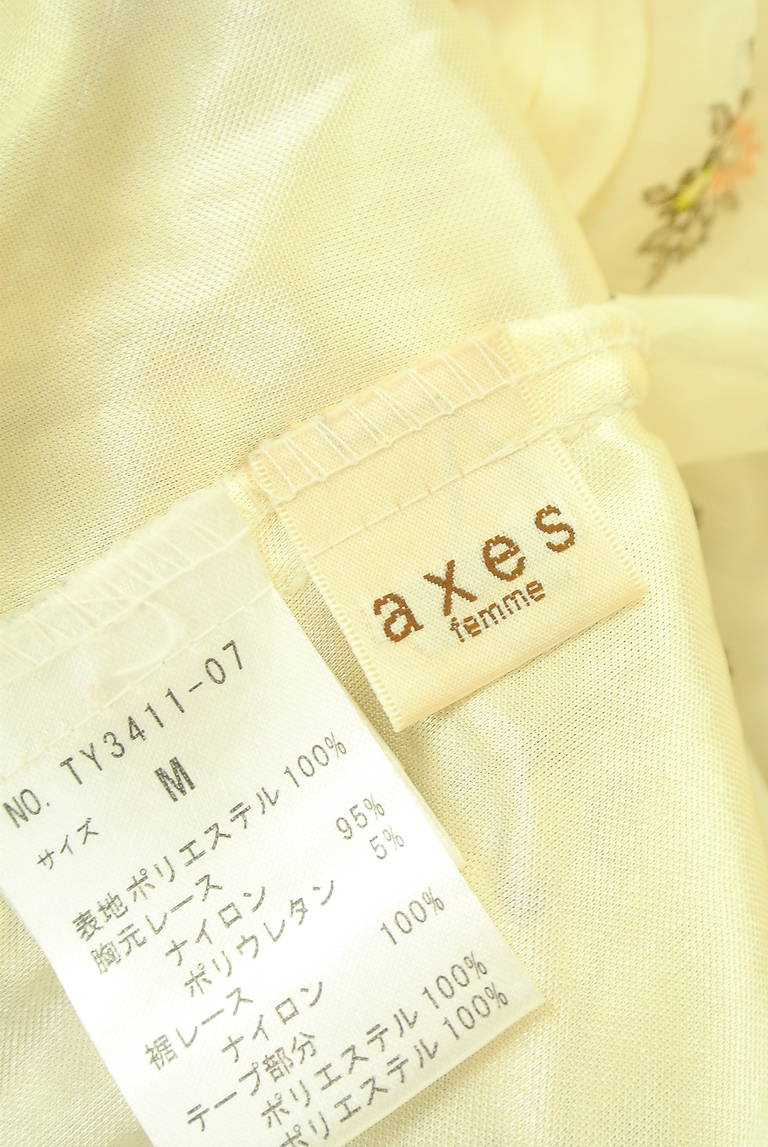 axes
femme
NO. TY3411-07
サイズ M
表地ポリエステル 100%
胸元レース
ナイロン 95%
ポリウレタン 5%
裾レース
ナイロン 100%
テープ部分
ポリエステル 100%
ポリエステル 100%